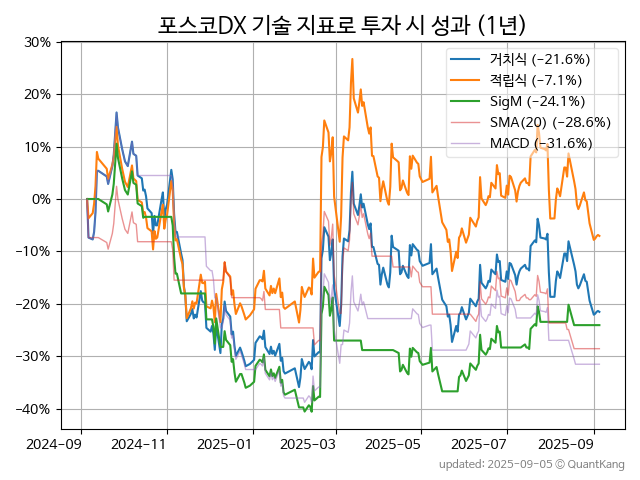 포스코DX 기술 지표로 투자 시 성과 (1년)
30%
20%
10%
0%
−10%
−20%
−30%
−40%
거치식 (−21.6%)
적립식 (−7.1%)
SigM (−24.1%)
SMA(20) (−28.6%)
MACD (−31.6%)
2024-09 2024-11 2025-01 2025-03 2025-05 2025-07 2025-09
updated: 2025-09-05 © QuantKang